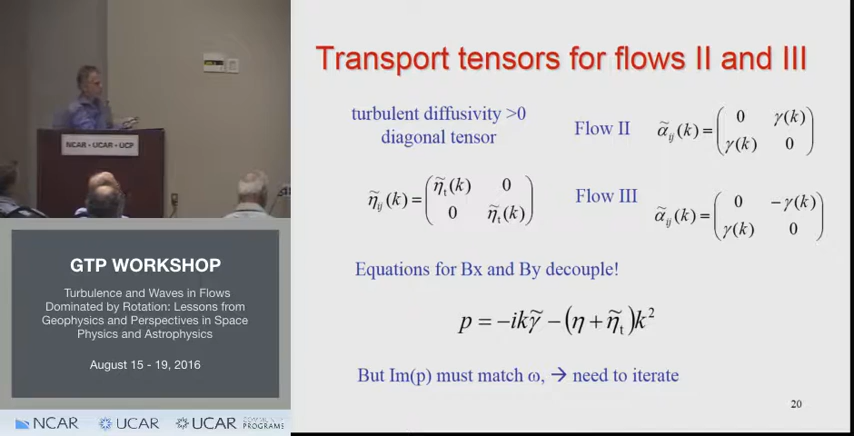 NCAR • UCAR • UCP
GTP WORKSHOP
Turbulence and Waves in Flows
Dominated by Rotation: Lessons from
Geophysics and Perspectives in Space
Physics and Astrophysics
August 15 - 19, 2016
NCAR
UCAR
UCAR COMMUNITY PROGRAMS
Transport tensors for flows II and III
turbulent diffusivity >0
diagonal tensor
η̃ij(k) = ( η̃t(k) 0
0 η̃t(k) )
Flow II α̃ij(k) = ( 0 γ(k)
γ(k) 0 )
Flow III α̃ij(k) = ( 0 −γ(k)
γ(k) 0 )
Equations for Bx and By decouple!
p = −ikγ̃ − (η + η̃t)k²
But Im(p) must match ω, → need to iterate
20